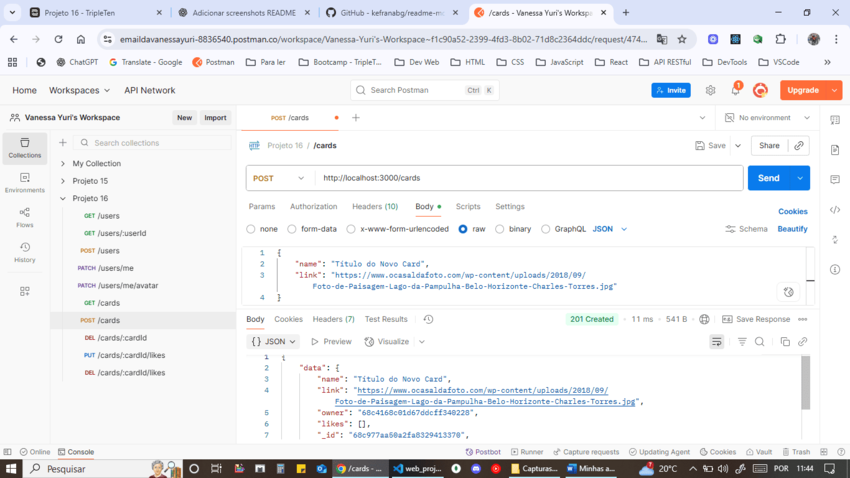 Projeto 16 - TripleTen
Adicionar screenshots README
GitHub - kefranabg/readme-m
/cards - Vanessa Yuri's Workspa
emaildavanessayuri-8836540.postman.co/workspace/Vanessa-Yuri's-Workspace~f1c90a52-2399-4fd3-8b02-71d8c2364ddc/request/474...
ChatGPT
Translate - Google
Postman
Para ler
Bootcamp - TripleT...
Dev Web
HTML
CSS
JavaScript
React
API RESTful
DevTools
VSCode
Home
Workspaces
API Network
Search Postman
Ctrl
K
Invite
1
Upgrade
Vanessa Yuri's Workspace
New
Import
POST /cards
No environment
Collections
Environments
Flows
History
Search collections
My Collection
Projeto 15
Projeto 16
GET /users
GET /users/:userId
POST /users
PATCH /users/me
PATCH /users/me/avatar
GET /cards
POST /cards
DEL /cards/:cardId
PUT /cards/:cardId/likes
DEL /cards/:cardId/likes
HTTP
Projeto 16 / /cards
Save
Share
POST
http://localhost:3000/cards
Send
Params
Authorization
Headers (10)
Body
Scripts
Settings
Cookies
none
form-data
x-www-form-urlencoded
raw
binary
GraphQL
JSON
Schema
Beautify
1 {
2 "name": "Título do Novo Card",
3 "link": "https://www.ocasaldafoto.com/wp-content/uploads/2018/09/
Foto-de-Paisagem-Lago-da-Pampulha-Belo-Horizonte-Charles-Torres.jpg"
4 }
Body
Cookies
Headers (7)
Test Results
201 Created
11 ms
541 B
Save Response
{} JSON
Preview
Visualize
1 {
2 "data": {
3 "name": "Título do Novo Card",
4 "link": "https://www.ocasaldafoto.com/wp-content/uploads/2018/09/
Foto-de-Paisagem-Lago-da-Pampulha-Belo-Horizonte-Charles-Torres.jpg",
5 "owner": "68c4168c01d67ddcff340228",
6 "likes": [],
7 "_id": "68c977aa50a2fa8329413370",
Online
Console
Postbot
Runner
Capture requests
Updating Agent
Cookies
Vault
Trash
Pesquisar
/cards - ...
web_proj...
Capturas...
Minhas a...
20°C
POR
11:44